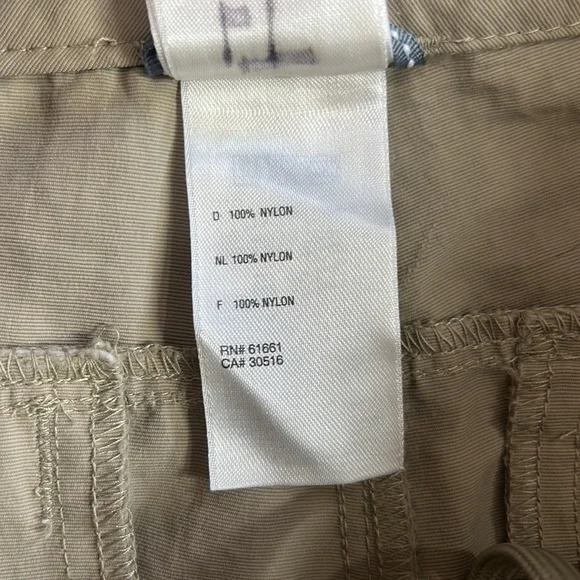 D 100% NYLON
NL 100% NYLON
F 100% NYLON
RN# 61661
CA# 30516